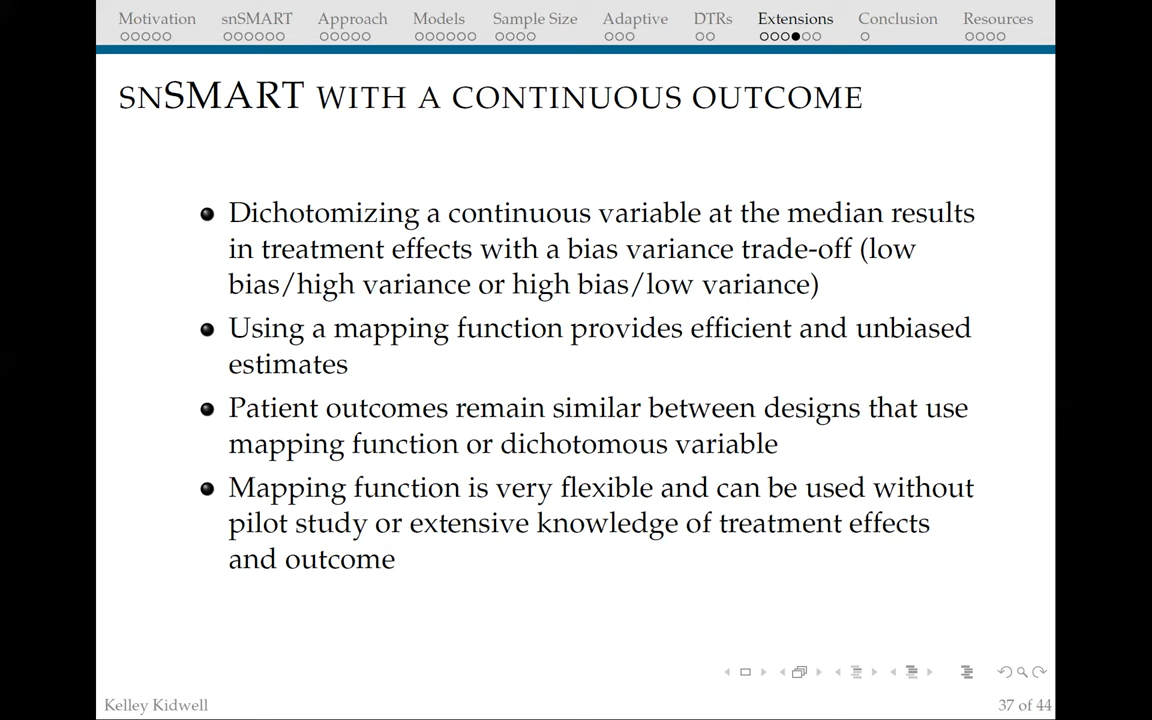 Motivation snSMART Approach Models Sample Size Adaptive DTRs Extensions Conclusion Resources
snSMART WITH A CONTINUOUS OUTCOME
Dichotomizing a continuous variable at the median results
in treatment effects with a bias variance trade-off (low
bias/high variance or high bias/low variance)
Using a mapping function provides efficient and unbiased
estimates
Patient outcomes remain similar between designs that use
mapping function or dichotomous variable
Mapping function is very flexible and can be used without
pilot study or extensive knowledge of treatment effects
and outcome
Kelley Kidwell 37 of 44